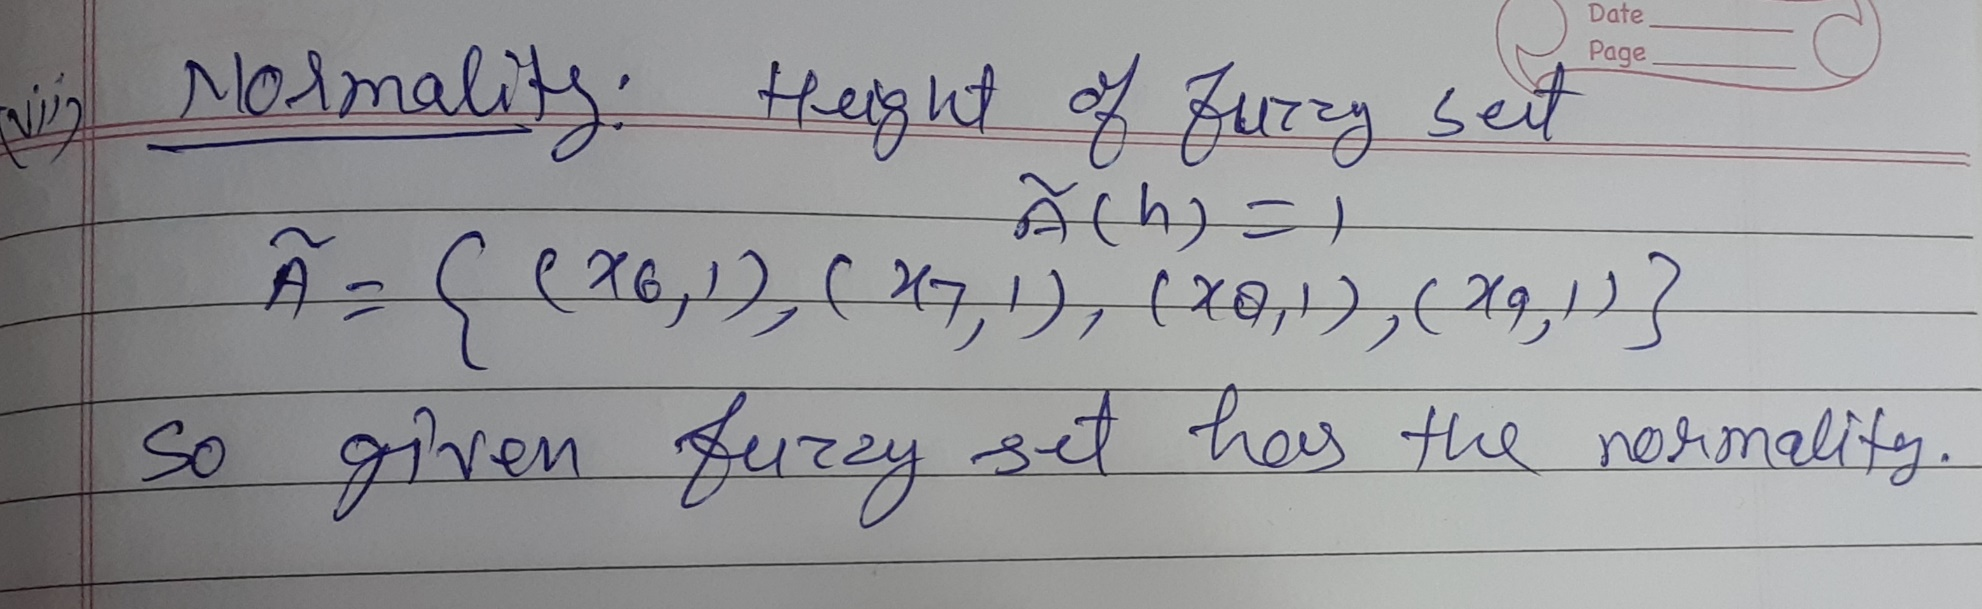 Date
Page
(viii) Normality: Height of fuzzy set
Ã(h) = 1
Ã = { (x6,1), (x7,1), (x8,1), (x9,1) }
So given fuzzy set has the normality.